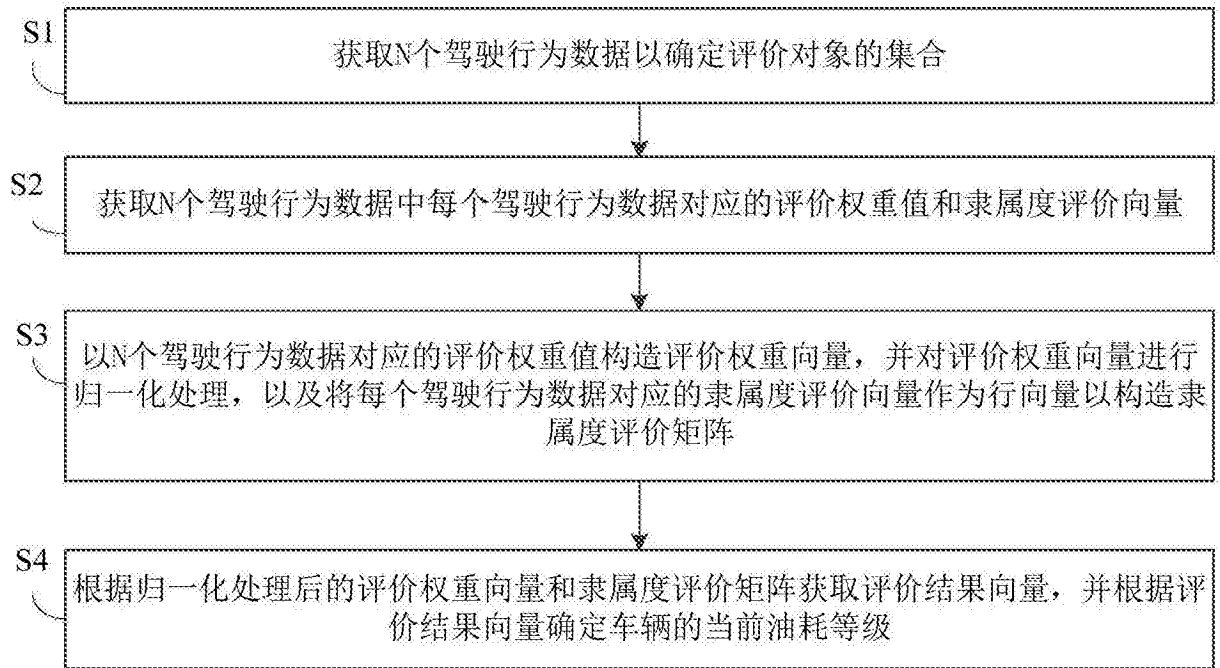 S1
获取N个驾驶行为数据以确定评价对象的集合
S2
获取N个驾驶行为数据中每个驾驶行为数据对应的评价权重值和隶属度评价向量
S3
以N个驾驶行为数据对应的评价权重值构造评价权重向量，并对评价权重向量进行
归一化处理，以及将每个驾驶行为数据对应的隶属度评价向量作为行向量以构造隶
属度评价矩阵
S4
根据归一化处理后的评价权重向量和隶属度评价矩阵获取评价结果向量，并根据评
价结果向量确定车辆的当前油耗等级